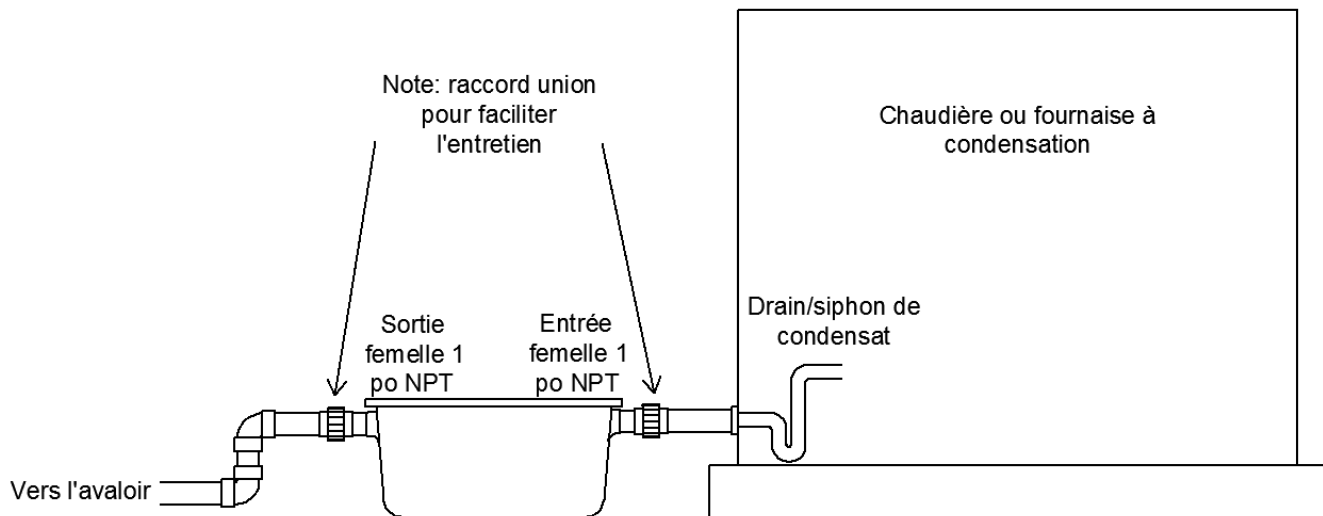 Note: raccord union
pour faciliter
l'entretien
Chaudière ou fournaise à
condensation
Drain/siphon de
condensat
Sortie
femelle 1
po NPT
Entrée
femelle 1
po NPT
Vers l'avaloir